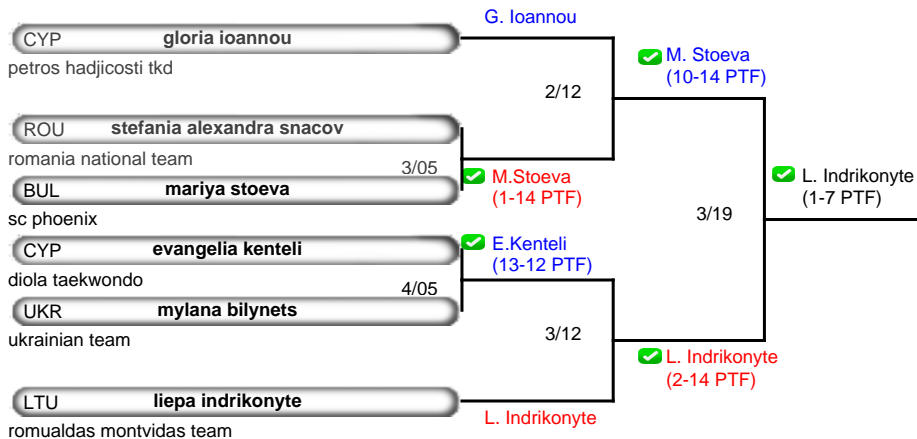 G. Ioannou
CYP gloria ioannou
petros hadjicosti tkd
M. Stoeva
(10-14 PTF)
2/12
ROU stefania alexandra snacov
romania national team
3/05
M.Stoeva
(1-14 PTF)
BUL mariya stoeva
sc phoenix
L. Indrikonyte
(1-7 PTF)
3/19
CYP evangelia kenteli
diola taekwondo
E.Kenteli
(13-12 PTF)
4/05
UKR mylana bilynets
ukrainian team
3/12
L. Indrikonyte
(2-14 PTF)
LTU liepa indrikonyte
romualdas montvidas team
L. Indrikonyte